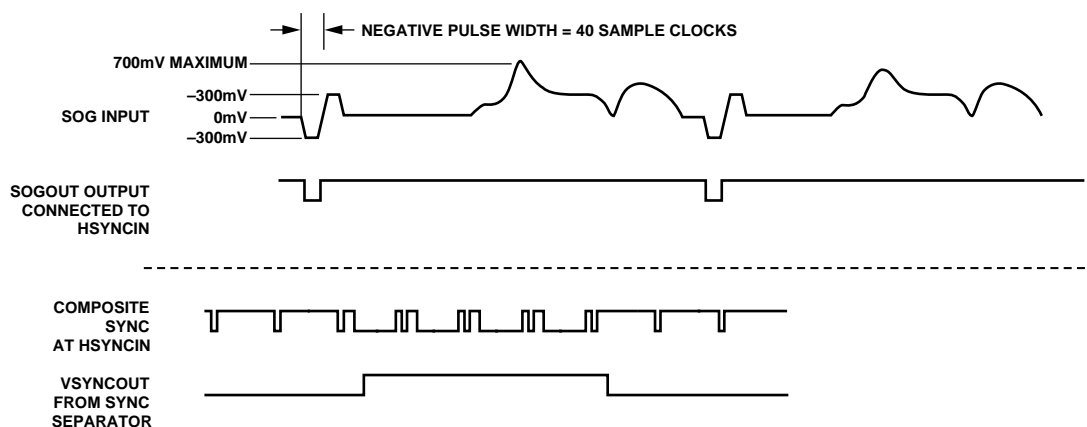 NEGATIVE PULSE WIDTH = 40 SAMPLE CLOCKS
700mV MAXIMUM
–300mV
SOG INPUT
0mV
–300mV
SOGOUT OUTPUT
CONNECTED TO
HSYNCIN
COMPOSITE
SYNC
AT HSYNCIN
VSYNCOUT
FROM SYNC
SEPARATOR